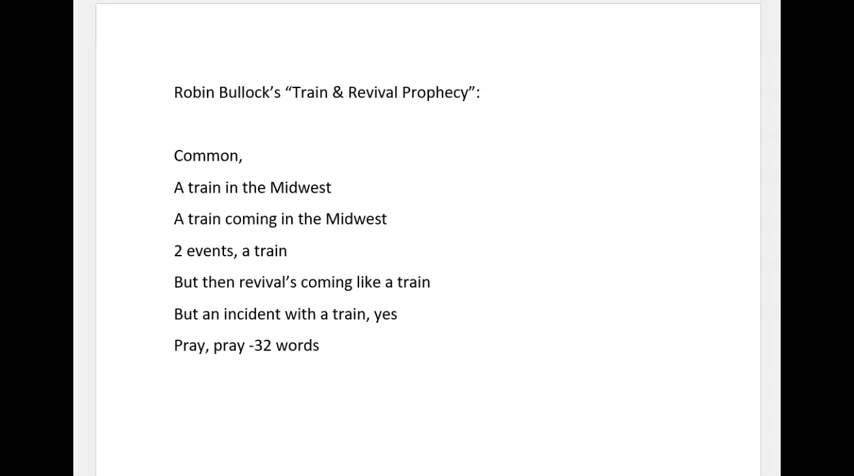 Robin Bullock’s “Train & Revival Prophecy”:
Common,
A train in the Midwest
A train coming in the Midwest
2 events, a train
But then revival’s coming like a train
But an incident with a train, yes
Pray, pray -32 words